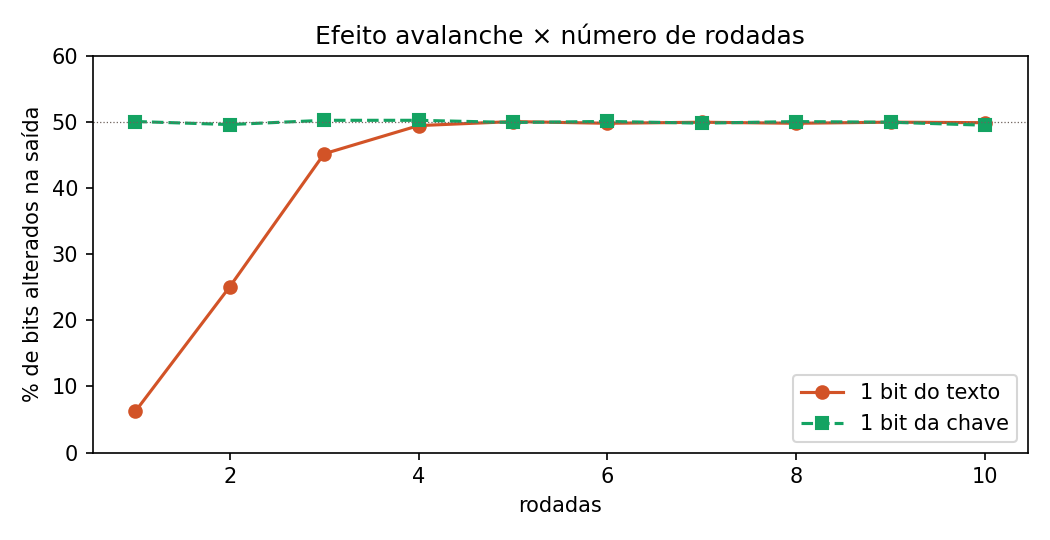 Efeito avalanche × número de rodadas
% de bits alterados na saída
60
50
40
30
20
10
0
2
4
6
8
10
rodadas
1 bit do texto
1 bit da chave